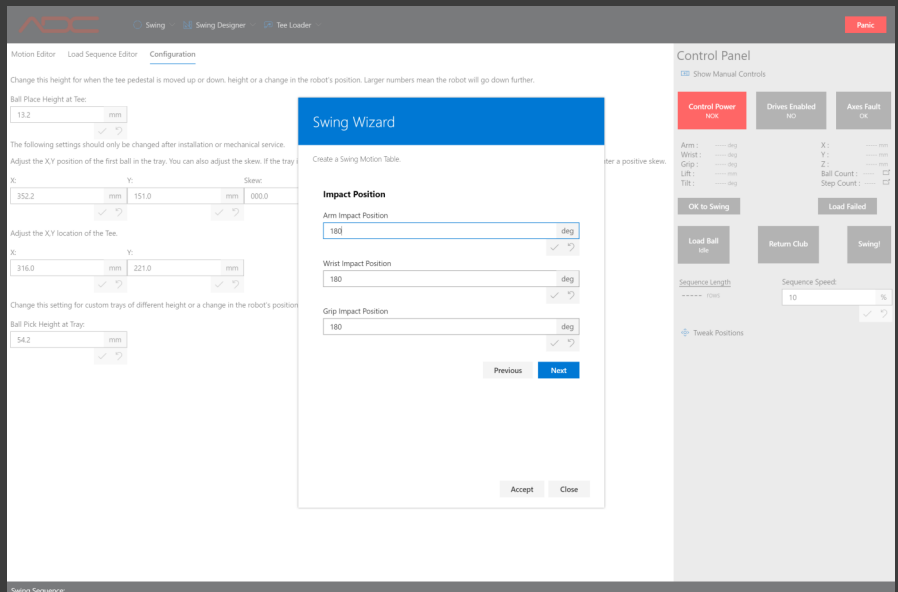 AOC
Swing Swing Designer Tee Loader Panic
Motion Editor Load Sequence Editor Configuration
Change this height for when the tee pedestal is moved up or down. height or a change in the robot's position. Larger numbers mean the robot will go down further.
Ball Place Height at Tee:
13.2 mm
The following settings should only be changed after installation or mechanical service.
Adjust the X,Y position of the first ball in the tray. You can also adjust the skew. If the tray i
ter a positive skew.
X: Y: Skew:
352.2 mm 151.0 mm 000.0
Adjust the X,Y location of the Tee.
X: Y:
316.0 mm 221.0 mm
Change this setting for custom trays of different height or a change in the robot's position
Ball Pick Height at Tray:
54.2 mm
Swing Wizard
Create a Swing Motion Table.
Impact Position
Arm Impact Position
180 deg
Wrist Impact Position
180 deg
Grip Impact Position
180 deg
Previous Next
Accept Close
Control Panel
Show Manual Controls
Control Power Drives Enabled Axes Fault
NOK NO OK
Arm : -----deg X : -----mm
Wrist : -----deg Y : -----mm
Grip : -----deg Z : -----mm
Lift : -----mm Ball Count : -----
Tilt : -----deg Step Count : -----
OK to Swing Load Failed
Load Ball Return Club Swing!
Idle
Sequence Length Sequence Speed:
----- rows 10 %
Tweak Positions
Swing Sequence: